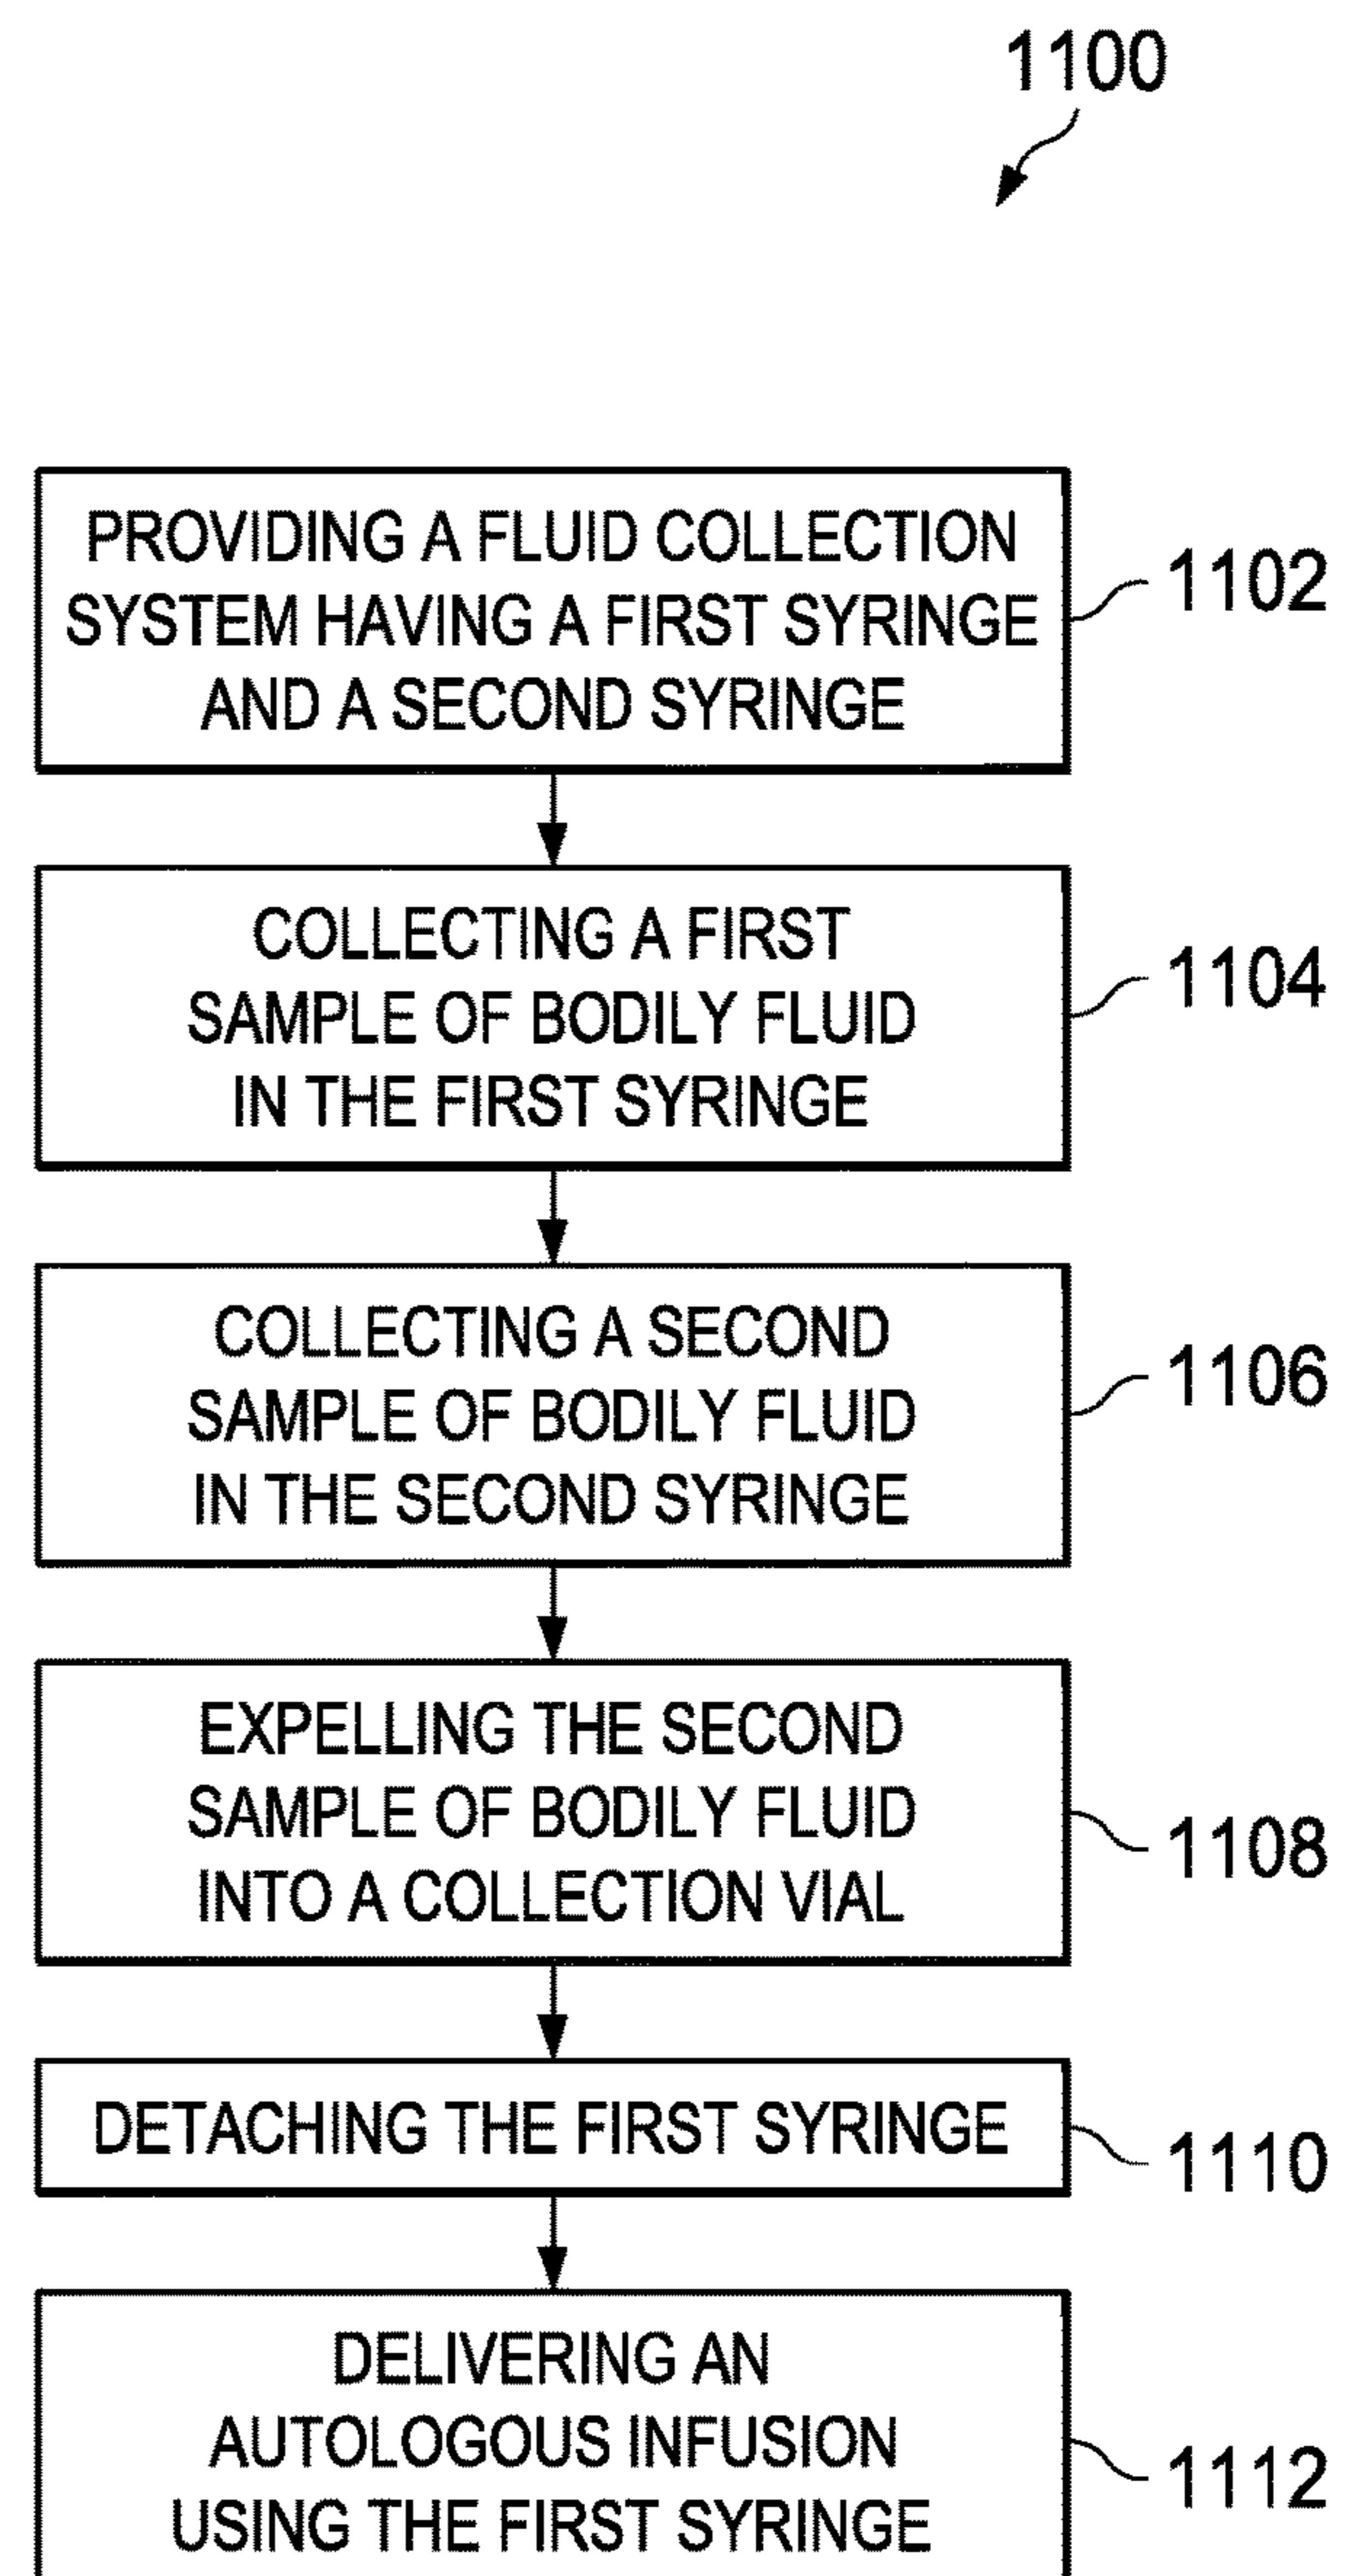 1100
PROVIDING A FLUID COLLECTION
SYSTEM HAVING A FIRST SYRINGE
AND A SECOND SYRINGE
1102
COLLECTING A FIRST
SAMPLE OF BODILY FLUID
IN THE FIRST SYRINGE
1104
COLLECTING A SECOND
SAMPLE OF BODILY FLUID
IN THE SECOND SYRINGE
1106
EXPELLING THE SECOND
SAMPLE OF BODILY FLUID
INTO A COLLECTION VIAL
1108
DETACHING THE FIRST SYRINGE
1110
DELIVERING AN
AUTOLOGOUS INFUSION
USING THE FIRST SYRINGE
1112